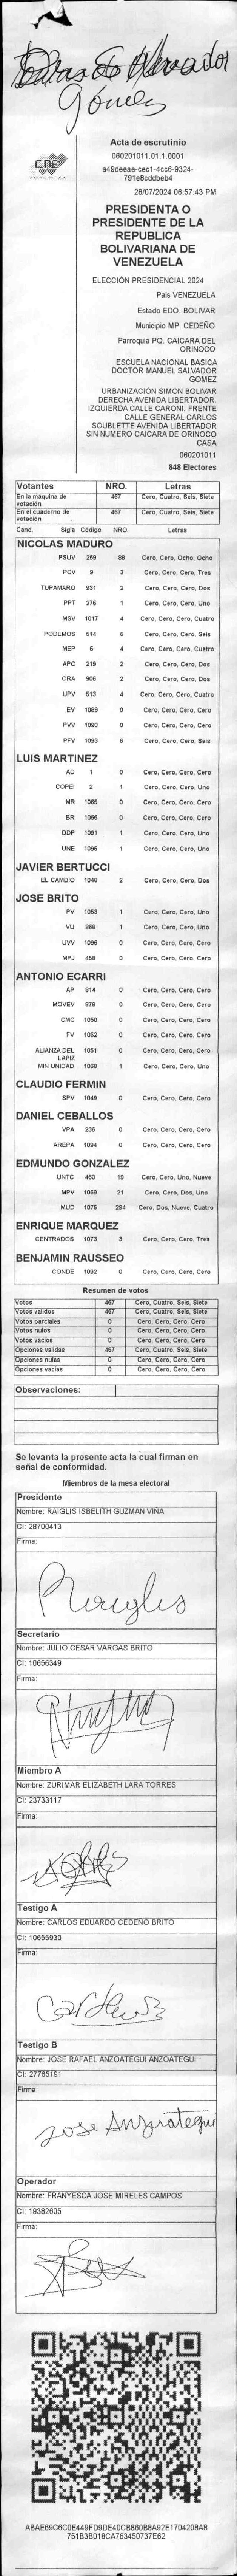 Gómez
CNE
Acta de escrutinio
060201011.01.1.0001
a49deeae-cec1-4cc6-9324-
791e8cddbeb4
28/07/2024 06:57:43 PM
PRESIDENTA O
PRESIDENTE DE LA
REPUBLICA
BOLIVARIANA DE
VENEZUELA
ELECCIÓN PRESIDENCIAL 2024
Pais VENEZUELA
Estado EDO. BOLIVAR
Municipio MP. CEDEÑO
Parroquia PQ. CAICARA DEL
ORINOCO
ESCUELA NACIONAL BASICA
DOCTOR MANUEL SALVADOR
GOMEZ
URBANIZACIÓN SIMON BOLIVAR
DERECHA AVENIDA LIBERTADOR.
IZQUIERDA CALLE CARONI. FRENTE
CALLE GENERAL CARLOS
SOUBLETTE AVENIDA LIBERTADOR
SIN NUMERO CAICARA DE ORINOCO
CASA
060201011
848 Electores
Votantes NRO. Letras
En la máquina de votación 467 Cero, Cuatro, Seis, Siete
En el cuaderno de votación 467 Cero, Cuatro, Seis, Siete
Cand. Sigla Código NRO. Letras
NICOLAS MADURO
PSUV 269 88 Cero, Cero, Ocho, Ocho
PCV 9 3 Cero, Cero, Cero, Tres
TUPAMARO 931 2 Cero, Cero, Cero, Dos
PPT 276 1 Cero, Cero, Cero, Uno
MSV 1017 4 Cero, Cero, Cero, Cuatro
PODEMOS 514 6 Cero, Cero, Cero, Seis
MEP 6 4 Cero, Cero, Cero, Cuatro
APC 219 2 Cero, Cero, Cero, Dos
ORA 906 2 Cero, Cero, Cero, Dos
UPV 513 4 Cero, Cero, Cero, Cuatro
EV 1089 0 Cero, Cero, Cero, Cero
PVV 1090 0 Cero, Cero, Cero, Cero
PFV 1093 6 Cero, Cero, Cero, Seis
LUIS MARTINEZ
AD 1 0 Cero, Cero, Cero, Cero
COPEI 2 1 Cero, Cero, Cero, Uno
MR 1065 0 Cero, Cero, Cero, Cero
BR 1066 0 Cero, Cero, Cero, Cero
DDP 1091 1 Cero, Cero, Cero, Uno
UNE 1095 1 Cero, Cero, Cero, Uno
JAVIER BERTUCCI
EL CAMBIO 1048 2 Cero, Cero, Cero, Dos
JOSE BRITO
PV 1053 1 Cero, Cero, Cero, Uno
VU 968 1 Cero, Cero, Cero, Uno
UVV 1096 0 Cero, Cero, Cero, Cero
MPJ 456 0 Cero, Cero, Cero, Cero
ANTONIO ECARRI
AP 814 0 Cero, Cero, Cero, Cero
MOVEV 978 0 Cero, Cero, Cero, Cero
CMC 1050 0 Cero, Cero, Cero, Cero
FV 1062 0 Cero, Cero, Cero, Cero
ALIANZA DEL LAPIZ 1051 0 Cero, Cero, Cero, Cero
MIN UNIDAD 1068 1 Cero, Cero, Cero, Uno
CLAUDIO FERMIN
SPV 1049 0 Cero, Cero, Cero, Cero
DANIEL CEBALLOS
VPA 236 0 Cero, Cero, Cero, Cero
AREPA 1094 0 Cero, Cero, Cero, Cero
EDMUNDO GONZALEZ
UNTC 460 19 Cero, Cero, Uno, Nueve
MPV 1069 21 Cero, Cero, Dos, Uno
MUD 1075 294 Cero, Dos, Nueve, Cuatro
ENRIQUE MARQUEZ
CENTRADOS 1073 3 Cero, Cero, Cero, Tres
BENJAMIN RAUSSEO
CONDE 1092 0 Cero, Cero, Cero, Cero
Resumen de votos
Votos 467 Cero, Cuatro, Seis, Siete
Votos validos 467 Cero, Cuatro, Seis, Siete
Votos parciales 0 Cero, Cero, Cero, Cero
Votos nulos 0 Cero, Cero, Cero, Cero
Votos vacios 0 Cero, Cero, Cero, Cero
Opciones validas 467 Cero, Cuatro, Seis, Siete
Opciones nulas 0 Cero, Cero, Cero, Cero
Opciones vacias 0 Cero, Cero, Cero, Cero
Observaciones:
Se levanta la presente acta la cual firman en
señal de conformidad.
Miembros de la mesa electoral
Presidente
Nombre: RAIGLIS ISBELITH GUZMAN VIÑA
CI: 28700413
Firma:
Raiglis
Secretario
Nombre: JULIO CESAR VARGAS BRITO
CI: 10656349
Firma:
Miembro A
Nombre: ZURIMAR ELIZABETH LARA TORRES
CI: 23733117
Firma:
Testigo A
Nombre: CARLOS EDUARDO CEDEÑO BRITO
CI: 10655930
Firma:
Testigo B
Nombre: JOSE RAFAEL ANZOATEGUI ANZOATEGUI
CI: 27765191
Firma:
Jose Anzoategui
Operador
Nombre: FRANYESCA JOSE MIRELES CAMPOS
CI: 19382605
Firma:
ABAE69C6C0E449FD9DE40CB860B8A92E1704208A8
751B3B018CA763450737E62